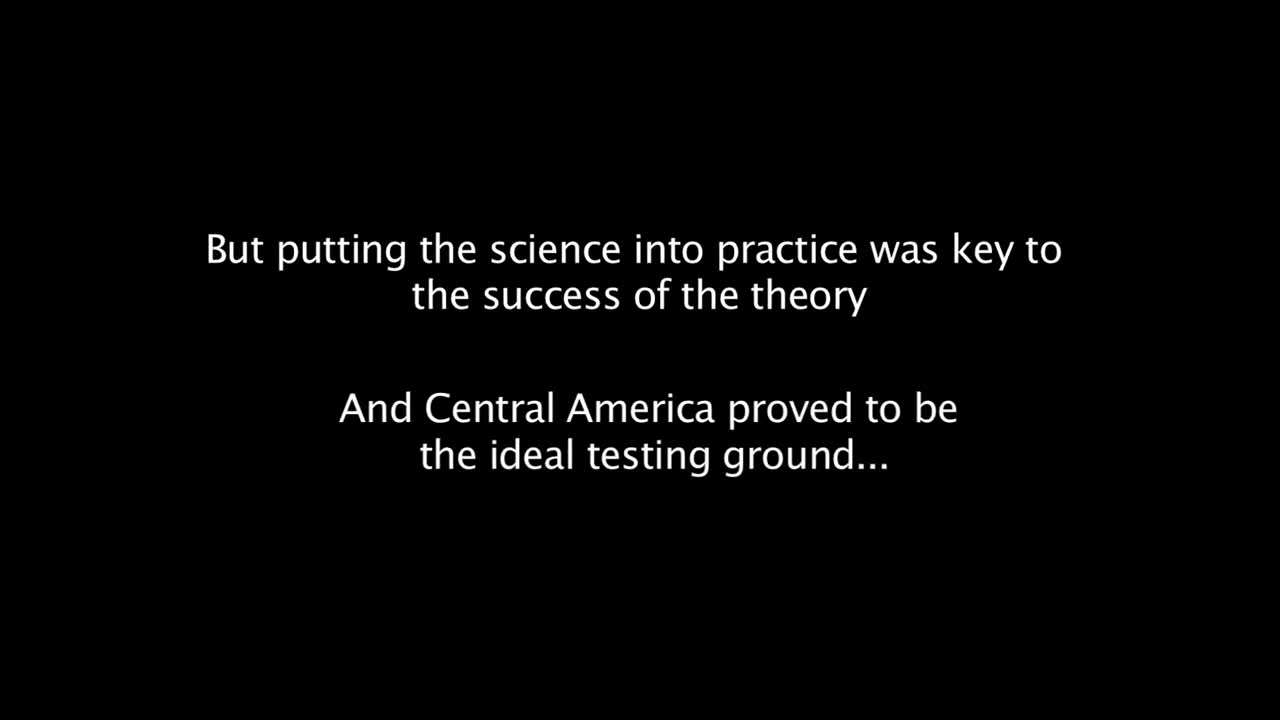 But putting the science into practice was key to
the success of the theory
And Central America proved to be
the ideal testing ground...